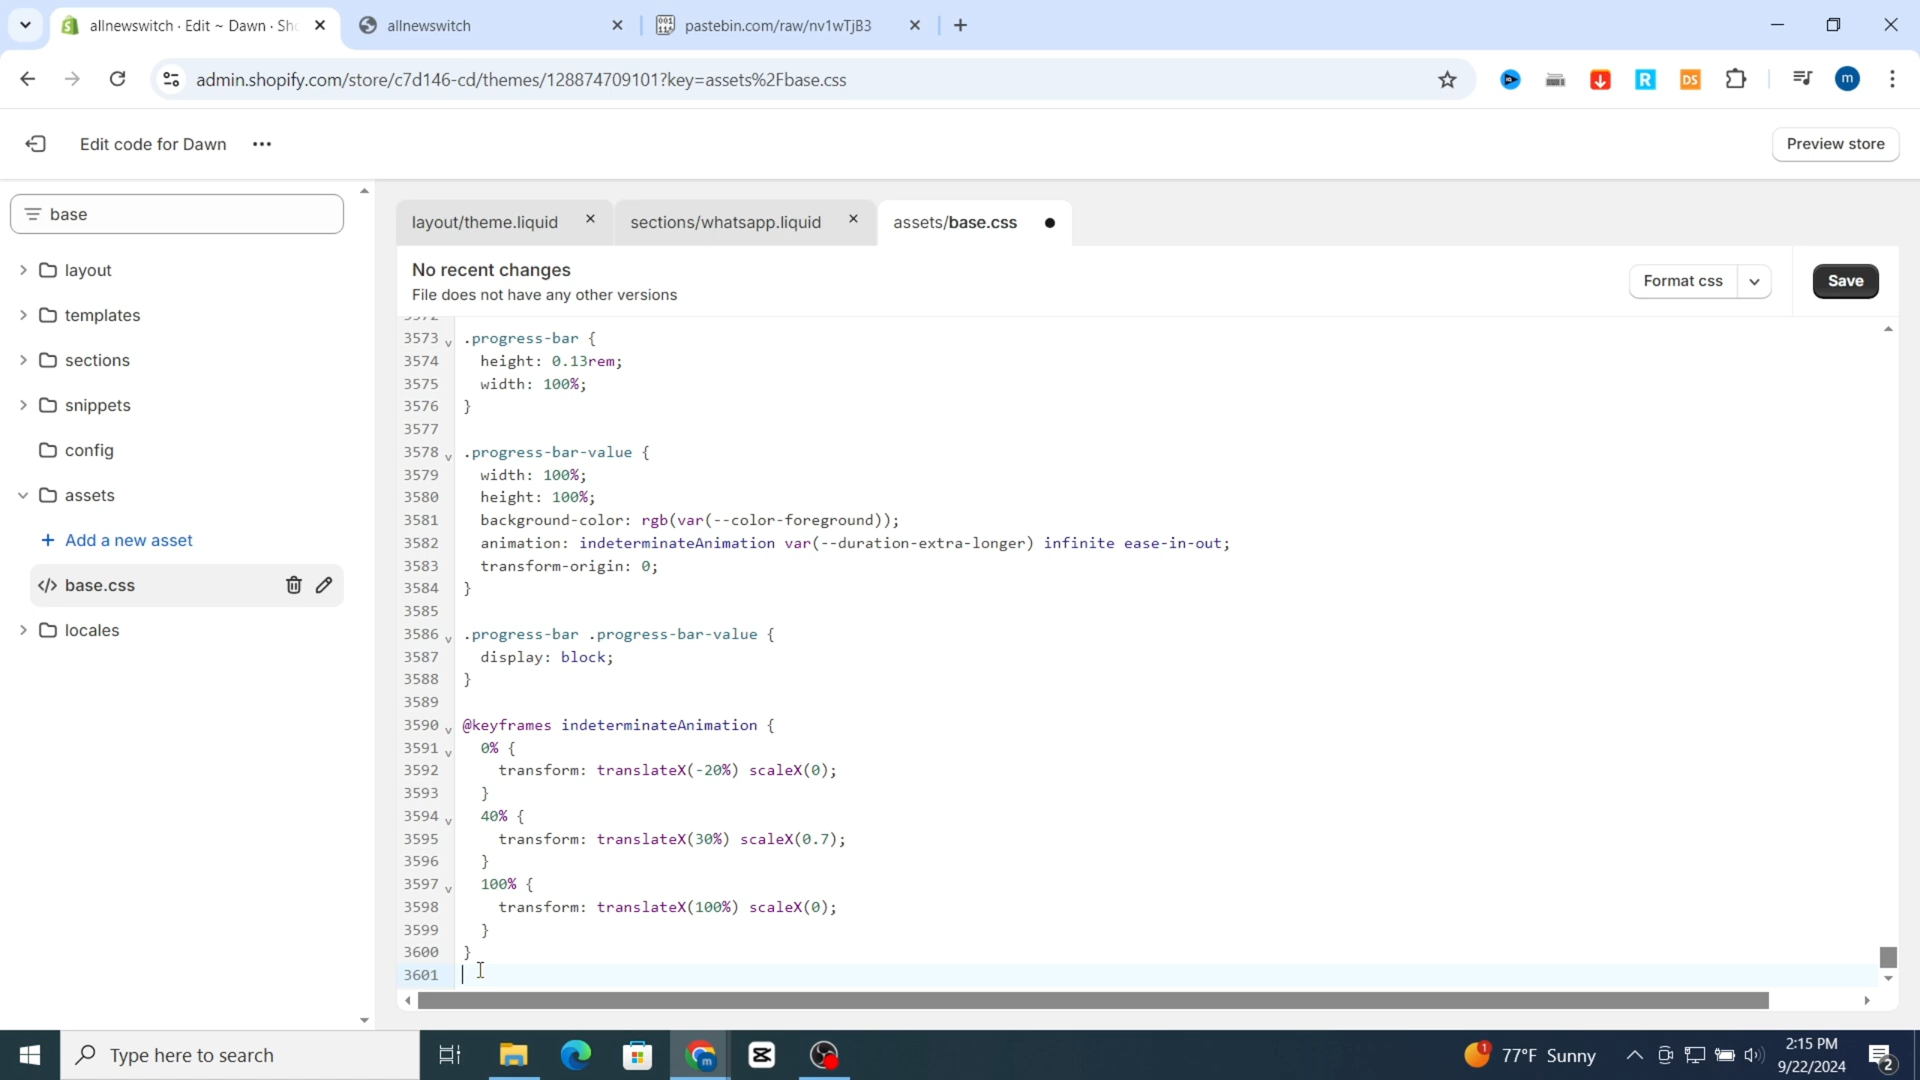 allnewswitch · Edit ~ Dawn · Sho
allnewswitch
pastebin.com/raw/nv1wTjB3
admin.shopify.com/store/c7d146-cd/themes/128874709101?key=assets%2Fbase.css
R
DS
m
Edit code for Dawn
Preview store
base
layout
templates
sections
snippets
config
assets
Add a new asset
base.css
locales
layout/theme.liquid
sections/whatsapp.liquid
assets/base.css
No recent changes
File does not have any other versions
Format css
Save
3572
3573 .progress-bar {
3574 height: 0.13rem;
3575 width: 100%;
3576 }
3577
3578 .progress-bar-value {
3579 width: 100%;
3580 height: 100%;
3581 background-color: rgb(var(--color-foreground));
3582 animation: indeterminateAnimation var(--duration-extra-longer) infinite ease-in-out;
3583 transform-origin: 0;
3584 }
3585
3586 .progress-bar .progress-bar-value {
3587 display: block;
3588 }
3589
3590 @keyframes indeterminateAnimation {
3591 0% {
3592 transform: translateX(-20%) scaleX(0);
3593 }
3594 40% {
3595 transform: translateX(30%) scaleX(0.7);
3596 }
3597 100% {
3598 transform: translateX(100%) scaleX(0);
3599 }
3600 }
3601
Type here to search
m
1
77°F Sunny
2:15 PM
9/22/2024
2